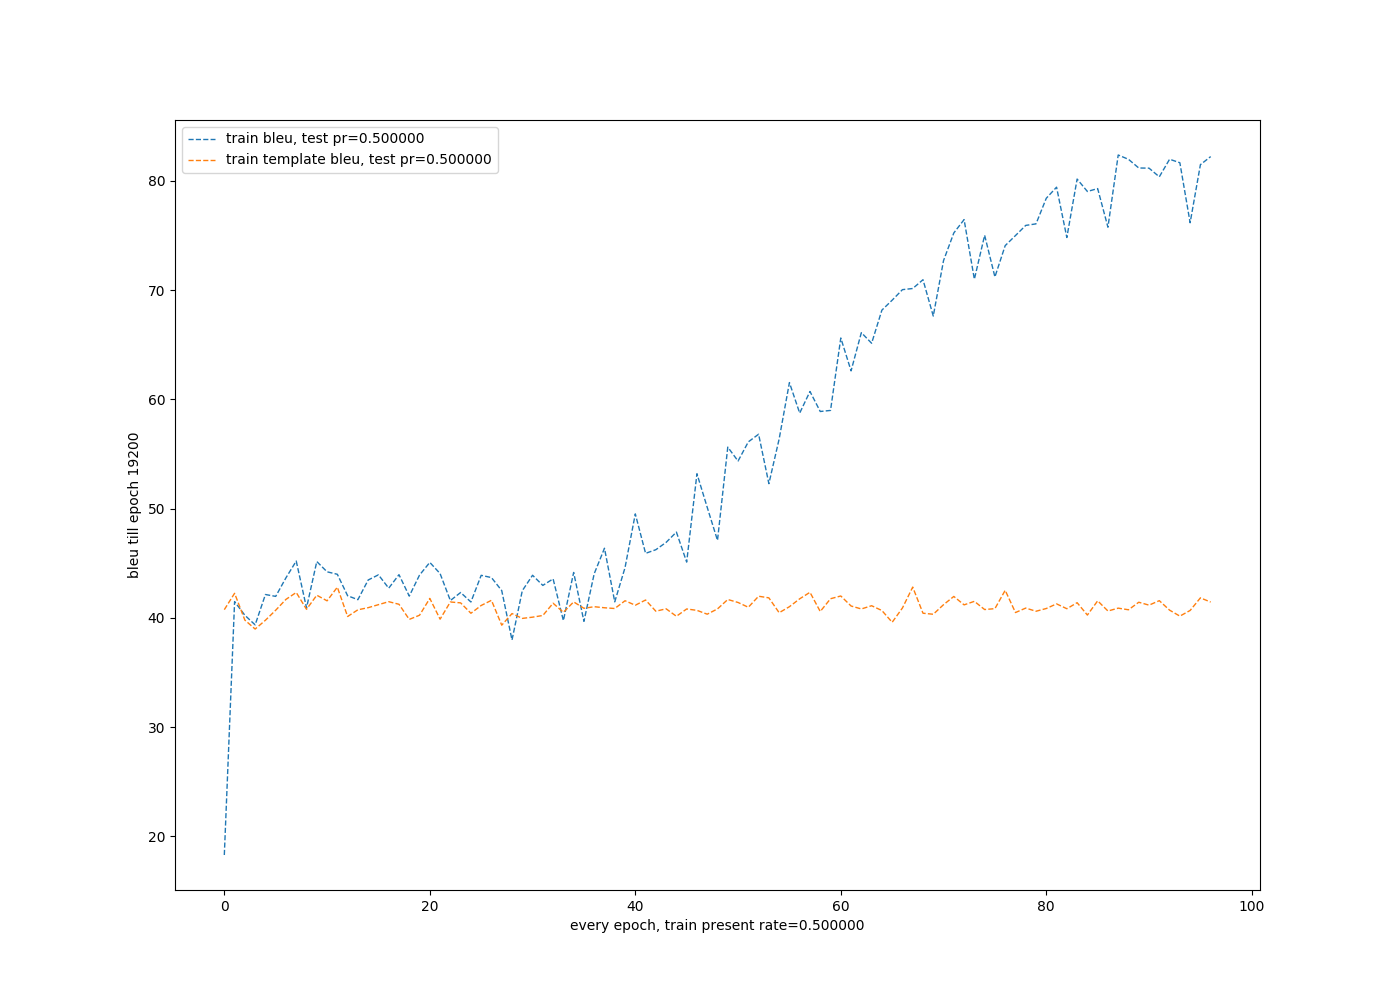 train bleu, test pr=0.500000
train template bleu, test pr=0.500000
80
70
60
50
40
30
20
bleu till epoch 19200
0 20 40 60 80 100
every epoch, train present rate=0.500000